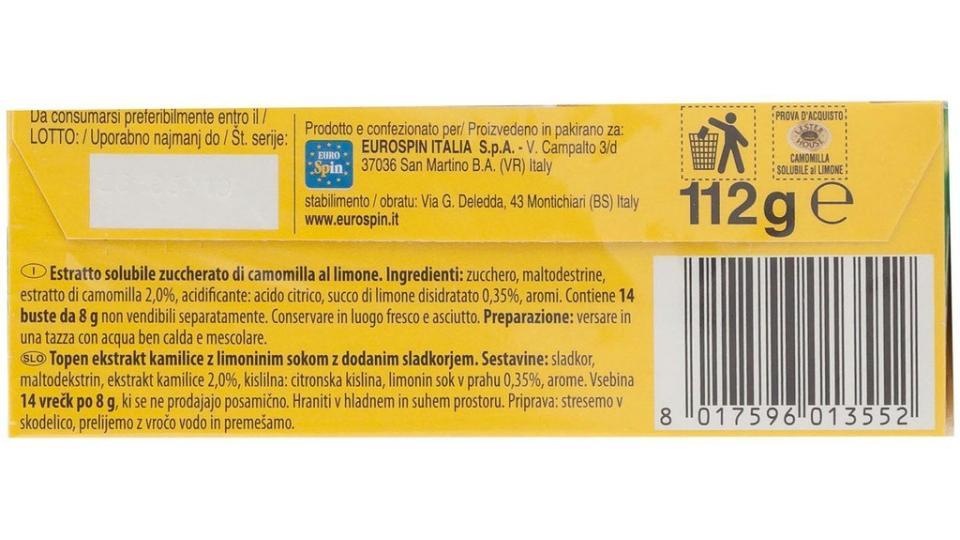 Da consumarsi preferibilmente entro il /
LOTTO: / Uporabno najmanj do / Št. serije:
EURO
Spin
Prodotto e confezionato per/ Proizvedeno in pakirano za:
EUROSPIN ITALIA S.p.A. - V. Campalto 3/d
37036 San Martino B.A. (VR) Italy
stabilimento / obratu: Via G. Deledda, 43 Montichiari (BS) Italy
www.eurospin.it
PROVA D'ACQUISTO
LESTER
HOUSE
CAMOMILLA
SOLUBILE al LIMONE
112g e
I Estratto solubile zuccherato di camomilla al limone. Ingredienti: zucchero, maltodestrine,
estratto di camomilla 2,0%, acidificante: acido citrico, succo di limone disidratato 0,35%, aromi. Contiene 14
buste da 8 g non vendibili separatamente. Conservare in luogo fresco e asciutto. Preparazione: versare in
una tazza con acqua ben calda e mescolare.
SLO Topen ekstrakt kamilice z limoninim sokom z dodanim sladkorjem. Sestavine: sladkor,
maltodekstrin, ekstrakt kamilice 2,0%, kislilna: citronska kislina, limonin sok v prahu 0,35%, arome. Vsebina
14 vrečk po 8 g, ki se ne prodajajo posamično. Hraniti v hladnem in suhem prostoru. Priprava: stresemo v
skodelico, prelijemo z vročo vodo in premešamo.
8 017596 013552